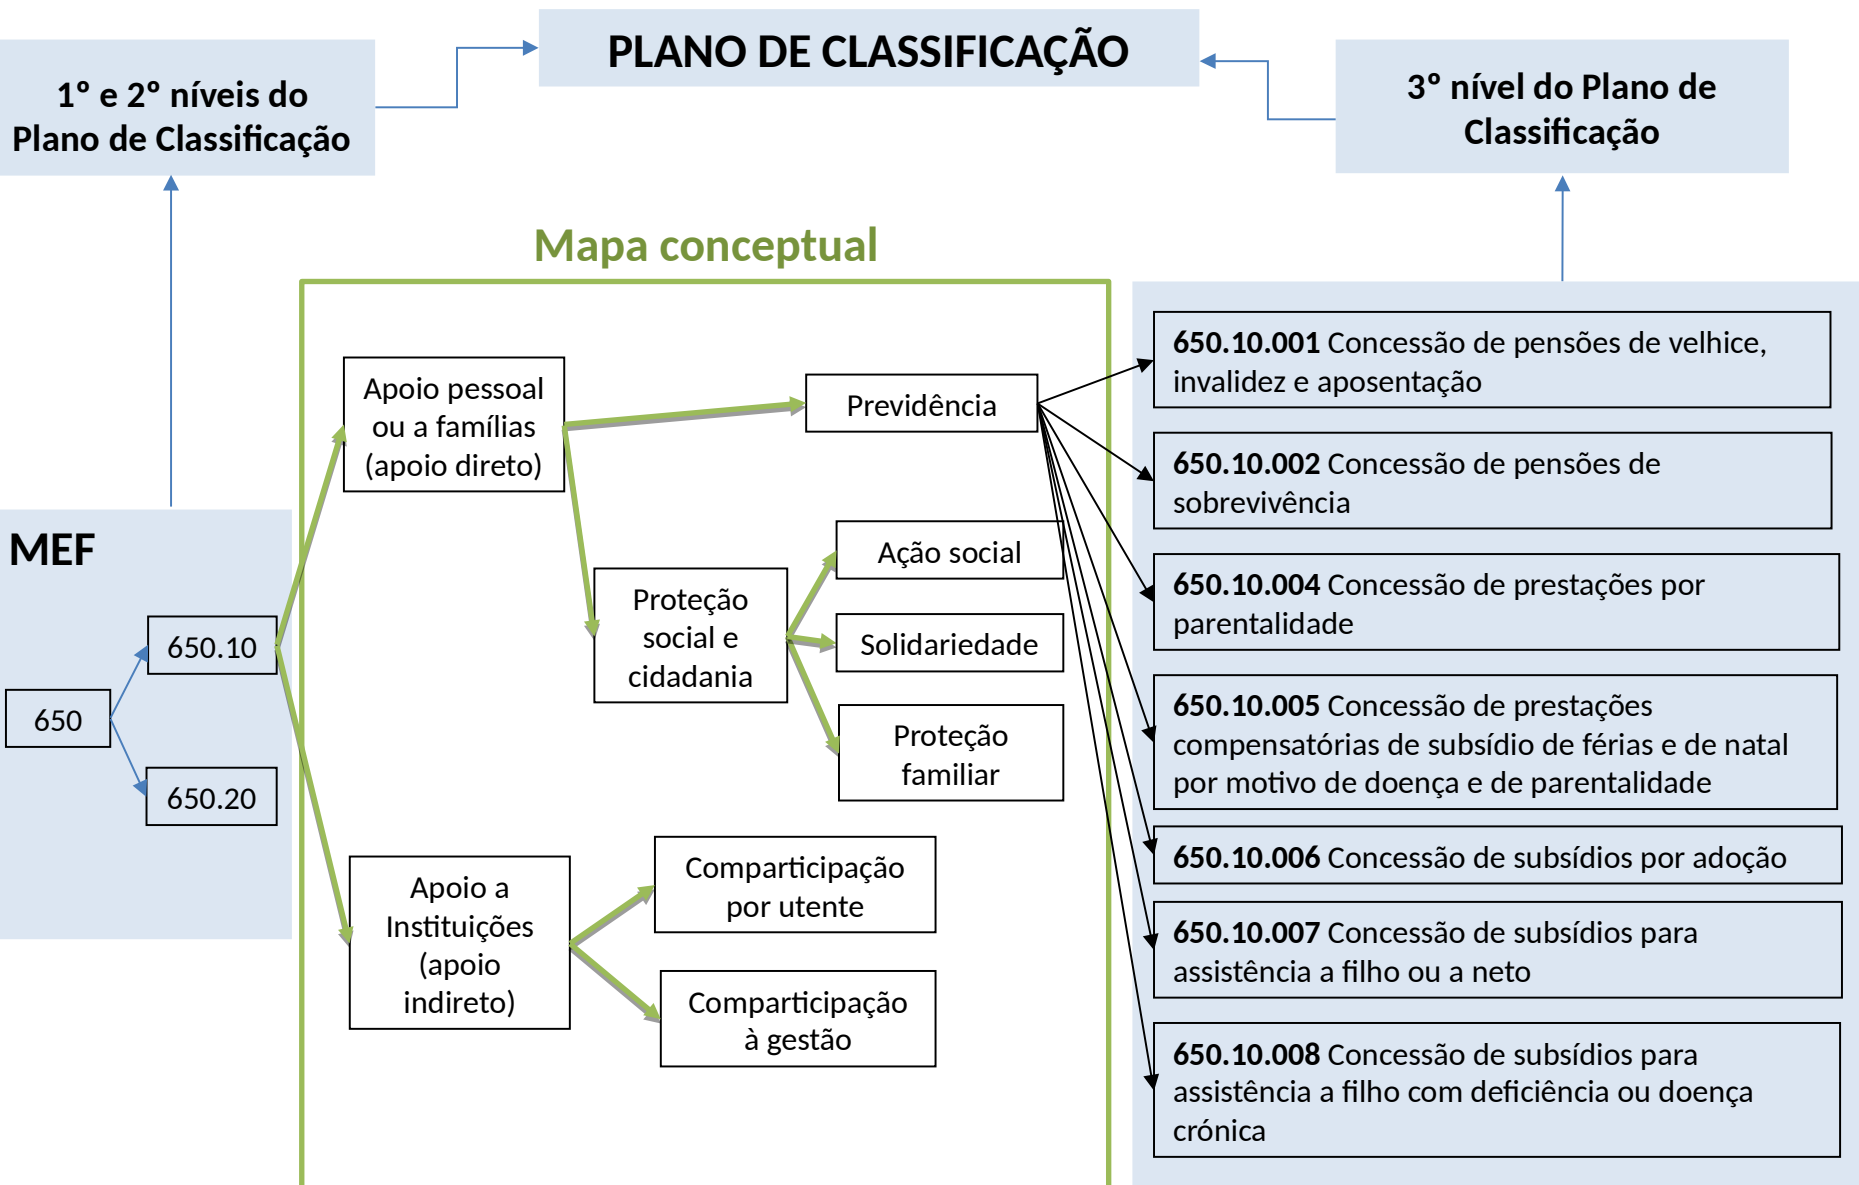 PLANO DE CLASSIFICAÇÃO
1º e 2º níveis do
Plano de Classificação
3º nível do Plano de
Classificação
Mapa conceptual
MEF
650
650.10
650.20
Apoio pessoal
ou a famílias
(apoio direto)
Previdência
Proteção
social e
cidadania
Ação social
Solidariedade
Proteção
familiar
Apoio a
Instituições
(apoio
indireto)
Comparticipação
por utente
Comparticipação
à gestão
650.10.001 Concessão de pensões de velhice,
invalidez e aposentação
650.10.002 Concessão de pensões de
sobrevivência
650.10.004 Concessão de prestações por
parentalidade
650.10.005 Concessão de prestações
compensatórias de subsídio de férias e de natal
por motivo de doença e de parentalidade
650.10.006 Concessão de subsídios por adoção
650.10.007 Concessão de subsídios para
assistência a filho ou a neto
650.10.008 Concessão de subsídios para
assistência a filho com deficiência ou doença
crónica